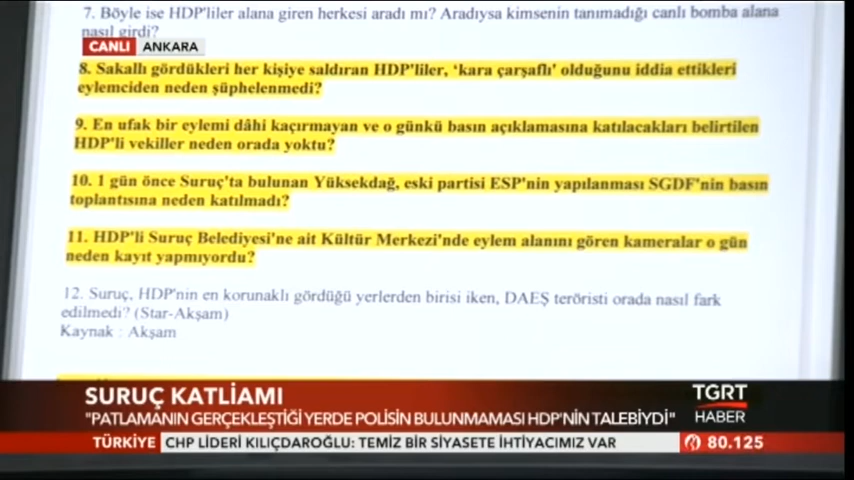 7. Böyle ise HDP'liler alana giren herkesi aradı mı? Aradıysa kimsenin tanımadığı canlı bomba alana
nasıl girdi?
CANLI ANKARA
8. Sakallı gördükleri her kişiye saldıran HDP'liler, 'kara çarşaflı' olduğunu iddia ettikleri
eylemciden neden şüphelenmedi?
9. En ufak bir eylemi dâhi kaçırmayan ve o günkü basın açıklamasına katılacakları belirtilen
HDP'li vekiller neden orada yoktu?
10. 1 gün önce Suruç'ta bulunan Yüksekdağ, eski partisi ESP'nin yapılanması SGDF'nin basın
toplantısına neden katılmadı?
11. HDP'li Suruç Belediyesi'ne ait Kültür Merkezi'nde eylem alanını gören kameralar o gün
neden kayıt yapmıyordu?
12. Suruç, HDP'nin en korunaklı gördüğü yerlerden birisi iken, DAEŞ teröristi orada nasıl fark
edilmedi? (Star-Akşam)
Kaynak : Akşam
SURUÇ KATLİAMI
"PATLAMANIN GERÇEKLEŞTİĞİ YERDE POLİSİN BULUNMAMASI HDP'NİN TALEBİYDİ"
TGRT
HABER
TÜRKİYE CHP LİDERİ KILIÇDAROĞLU: TEMİZ BİR SİYASETE İHTİYACIMIZ VAR 80.125